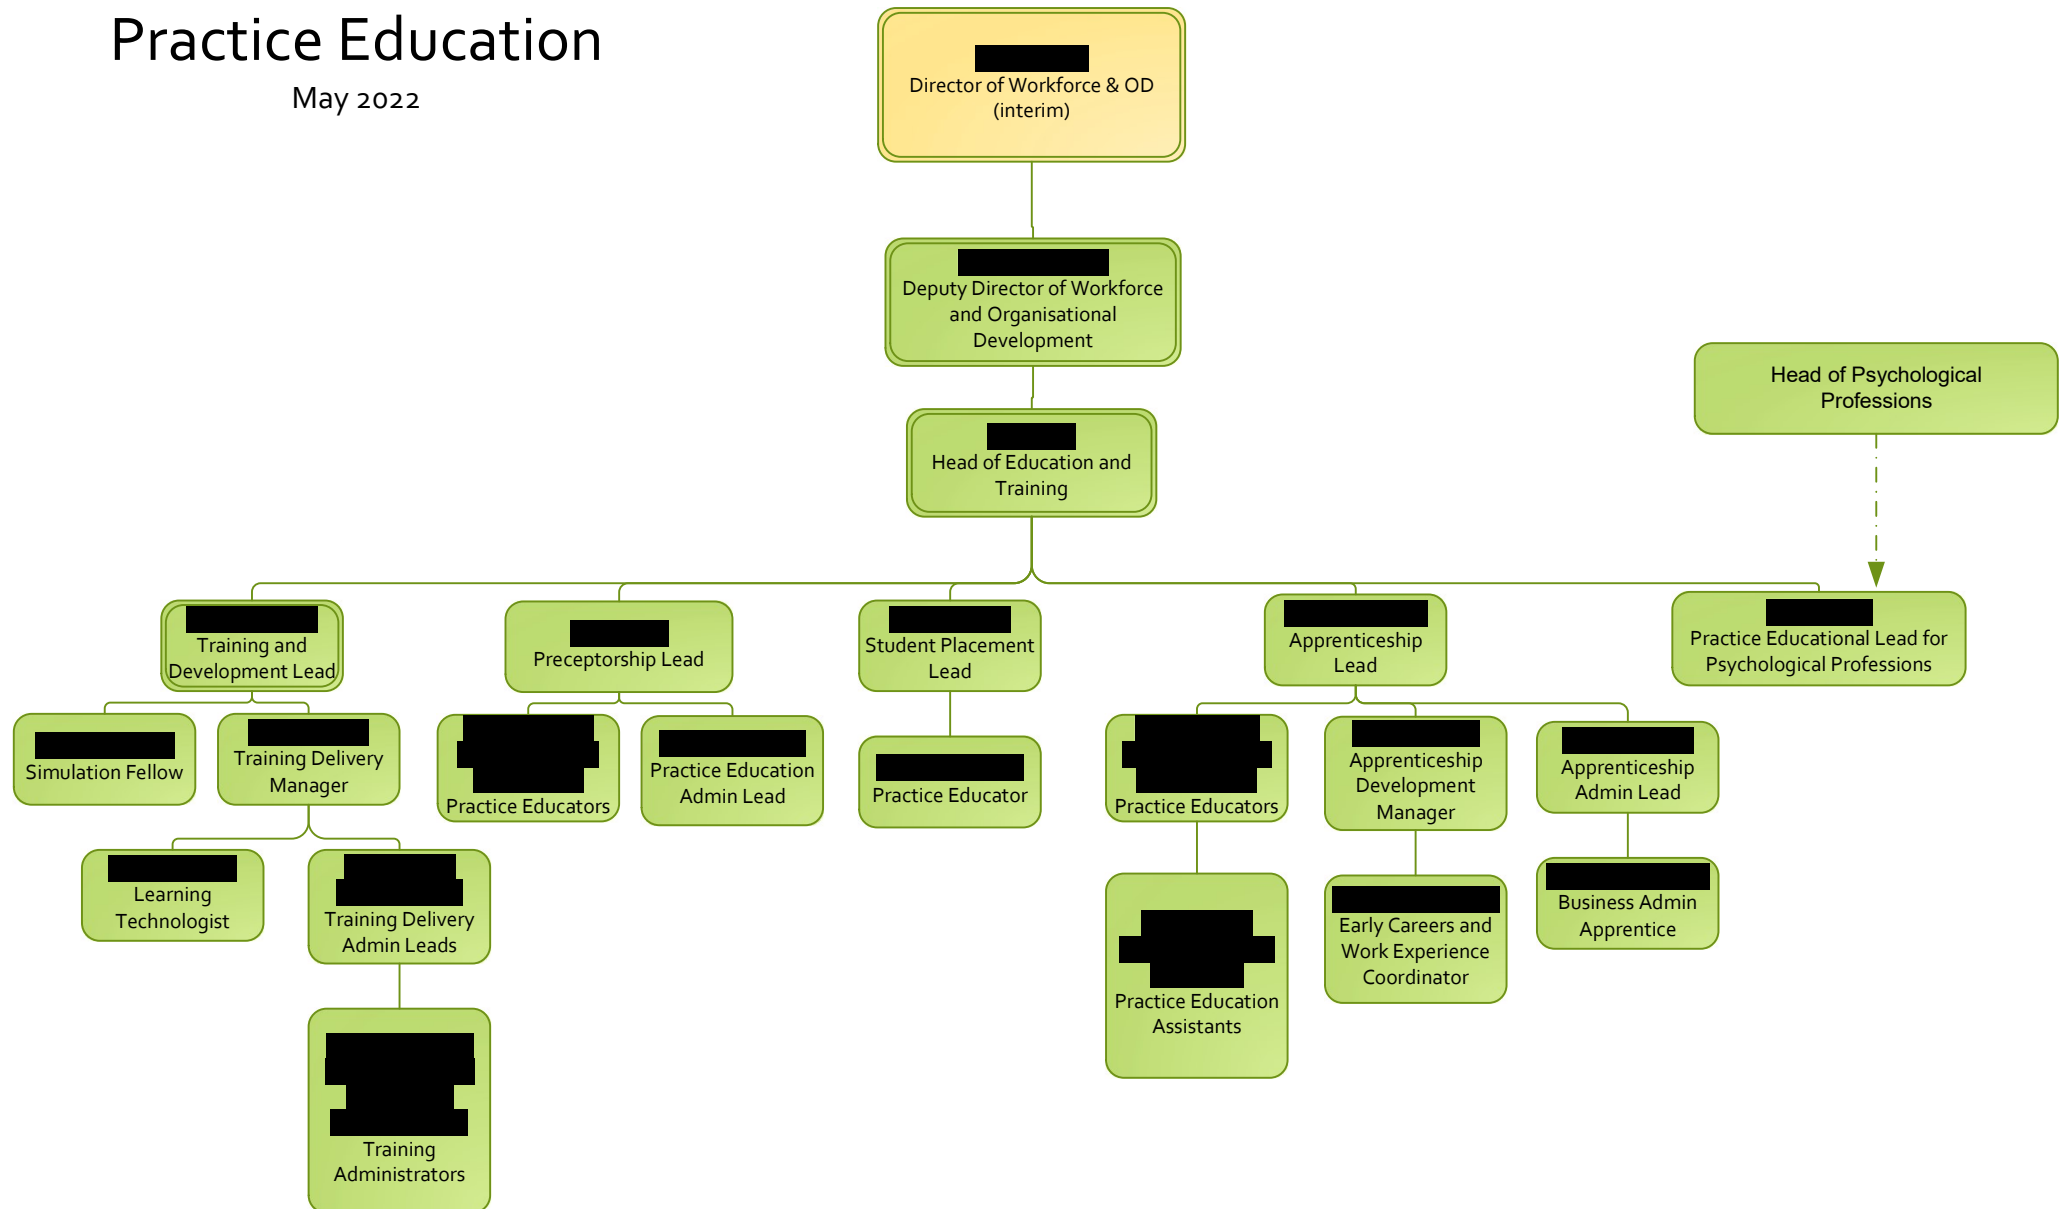 Practice Education
May 2022
Director of Workforce & OD
(interim)
Deputy Director of Workforce
and Organisational
Development
Head of Psychological
Professions
Head of Education and
Training
Training and
Development Lead
Preceptorship Lead
Student Placement
Lead
Apprenticeship
Lead
Practice Educational Lead for
Psychological Professions
Simulation Fellow
Training Delivery
Manager
Practice Educators
Practice Education
Admin Lead
Practice Educator
Practice Educators
Apprenticeship
Development
Manager
Apprenticeship
Admin Lead
Learning
Technologist
Training Delivery
Admin Leads
Practice Education
Assistants
Early Careers and
Work Experience
Coordinator
Business Admin
Apprentice
Training
Administrators